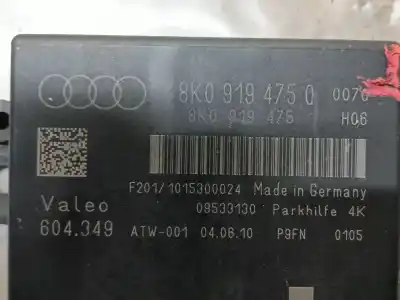 8K0 919 475 Q 0070
8K0 919 475 H06
F201/1015300024 Made in Germany
Valeo 09533130 Parkhilfe 4K
604.349 ATW-001 04.06.10 P9FN 0105